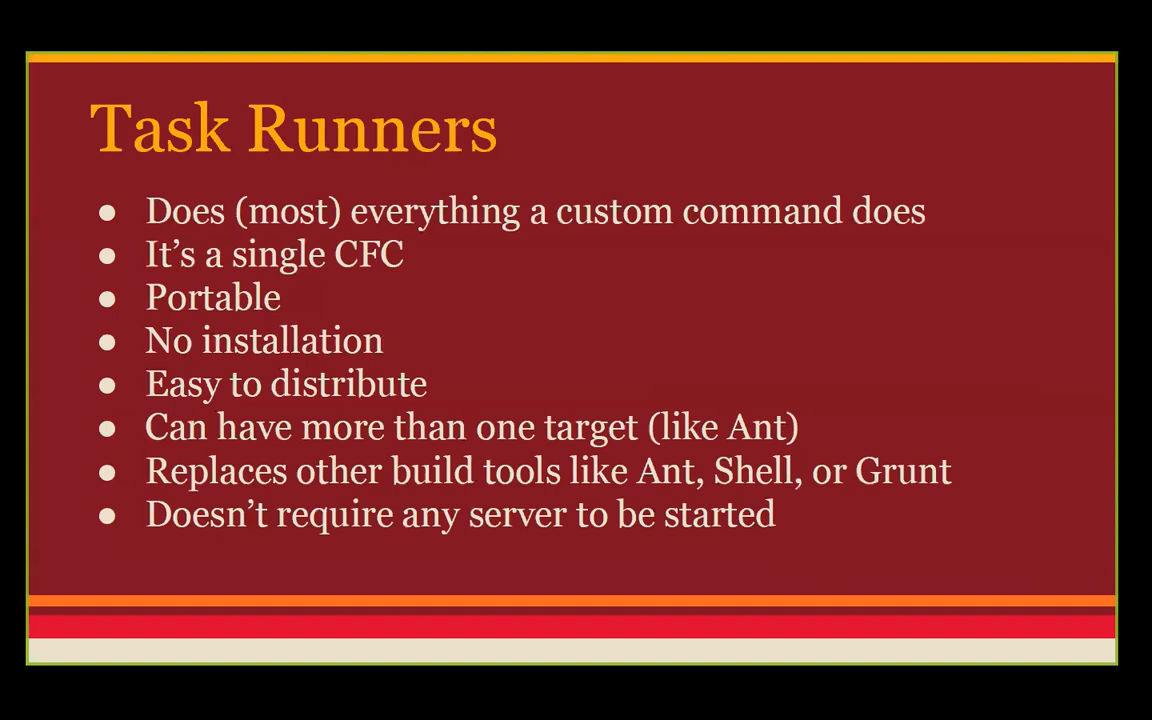 Task Runners
● Does (most) everything a custom command does
● It’s a single CFC
● Portable
● No installation
● Easy to distribute
● Can have more than one target (like Ant)
● Replaces other build tools like Ant, Shell, or Grunt
● Doesn’t require any server to be started